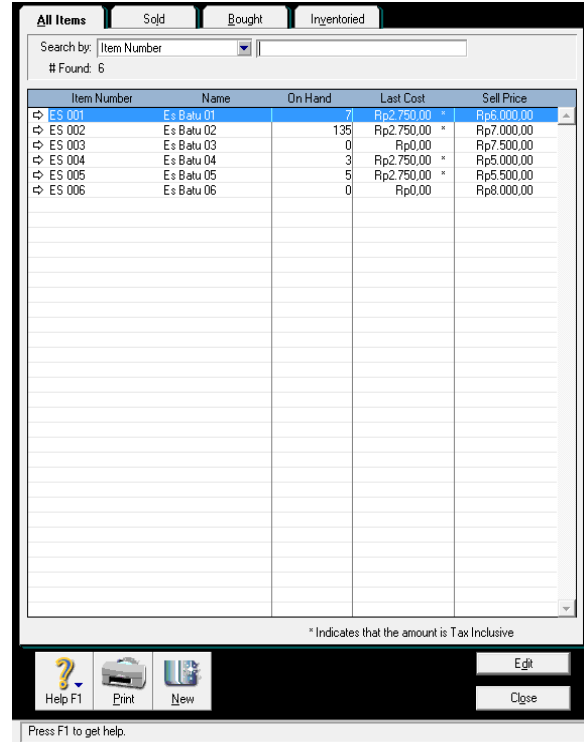 All Items Sold Bought Inventoried
Search by: Item Number
# Found: 6
Item Number Name On Hand Last Cost Sell Price
ES 001 Es Batu 01 7 Rp2.750,00 * Rp6.000,00
ES 002 Es Batu 02 135 Rp2.750,00 * Rp7.000,00
ES 003 Es Batu 03 0 Rp0,00 Rp7.500,00
ES 004 Es Batu 04 3 Rp2.750,00 * Rp5.000,00
ES 005 Es Batu 05 5 Rp2.750,00 * Rp5.500,00
ES 006 Es Batu 06 0 Rp0,00 Rp8.000,00
* Indicates that the amount is Tax Inclusive
Edit
Help F1 Print New Close
Press F1 to get help.